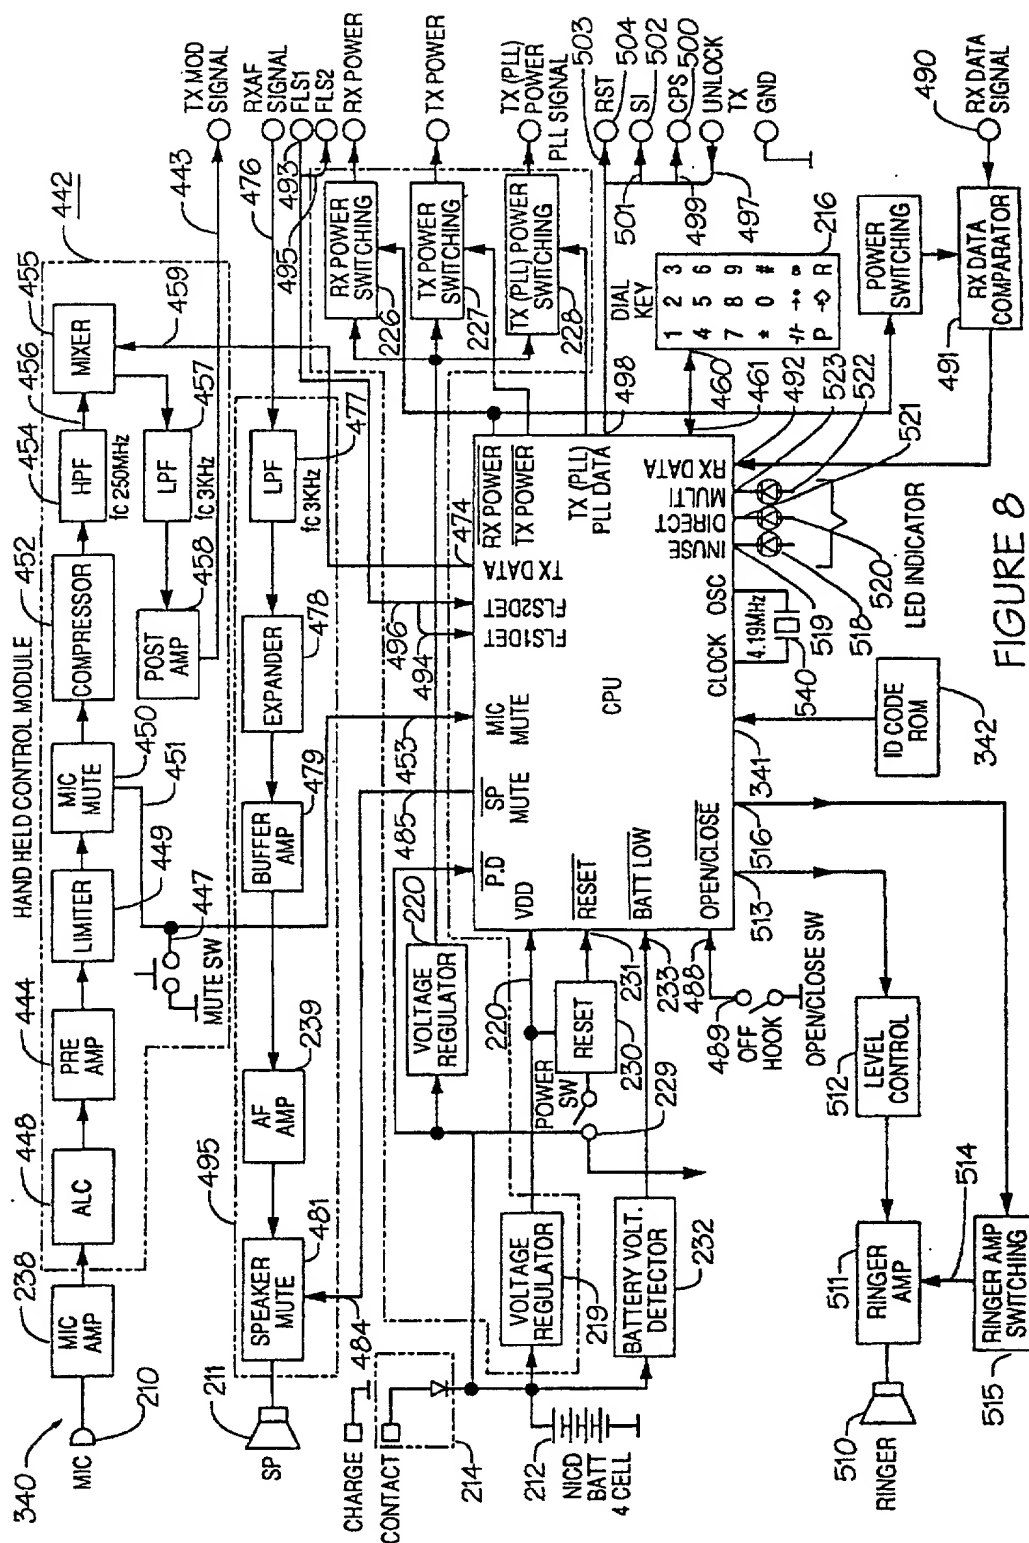 340
MIC
210
238
MIC AMP
448
ALC
444
PRE AMP
HAND HELD CONTROL MODULE
LIMITER
449
MIC MUTE
450
451
452
COMPRESSOR
454
HPF
fc 250MHz
456
455
MIXER
442
459
443
TX MOD SIGNAL
LPF
457
fc 3KHz
POST AMP
458
447
MUTE SW
211
SP
495
SPEAKER MUTE
481
484
AF AMP
239
BUFFER AMP
479
EXPANDER
478
LPF
477
fc 3KHz
476
RXAF SIGNAL
493
FLS1
FLS2
495
RX POWER
RX POWER SWITCHING
226
TX POWER
TX POWER SWITCHING
227
TX (PLL) POWER
PLL SIGNAL
TX (PLL) POWER SWITCHING
228
CHARGE
CONTACT
214
212
NICD BATT 4 CELL
VOLTAGE REGULATOR
219
VOLTAGE REGULATOR
220
220
POWER SW
RESET
230
229
231
BATTERY VOLT. DETECTOR
232
233
485
453
494
496
474
CPU
P.D
SP MUTE
MIC MUTE
FLS1DET
FLS2DET
TX DATA
RX POWER
TX POWER
TX (PLL)
PLL DATA
498
VDD
RESET
BATT LOW
OPEN/CLOSE
CLOCK
OSC
INUSE
DIRECT
MULTI
RX DATA
503
RST
504
501
SI
502
499
CPS
500
497
UNLOCK
TX
GND
DIAL KEY
1 2 3
4 5 6
7 8 9
* 0 #
P R
216
460
461
492
523
522
521
488
489
OFF HOOK
OPEN/CLOSE SW
513
516
341
342
ID CODE ROM
4.19MHz
540
519
518
520
LED INDICATOR
POWER SWITCHING
RX DATA COMPARATOR
491
490
RX DATA SIGNAL
LEVEL CONTROL
512
RINGER AMP
511
510
RINGER
514
515
RINGER AMP SWITCHING
FIGURE 8